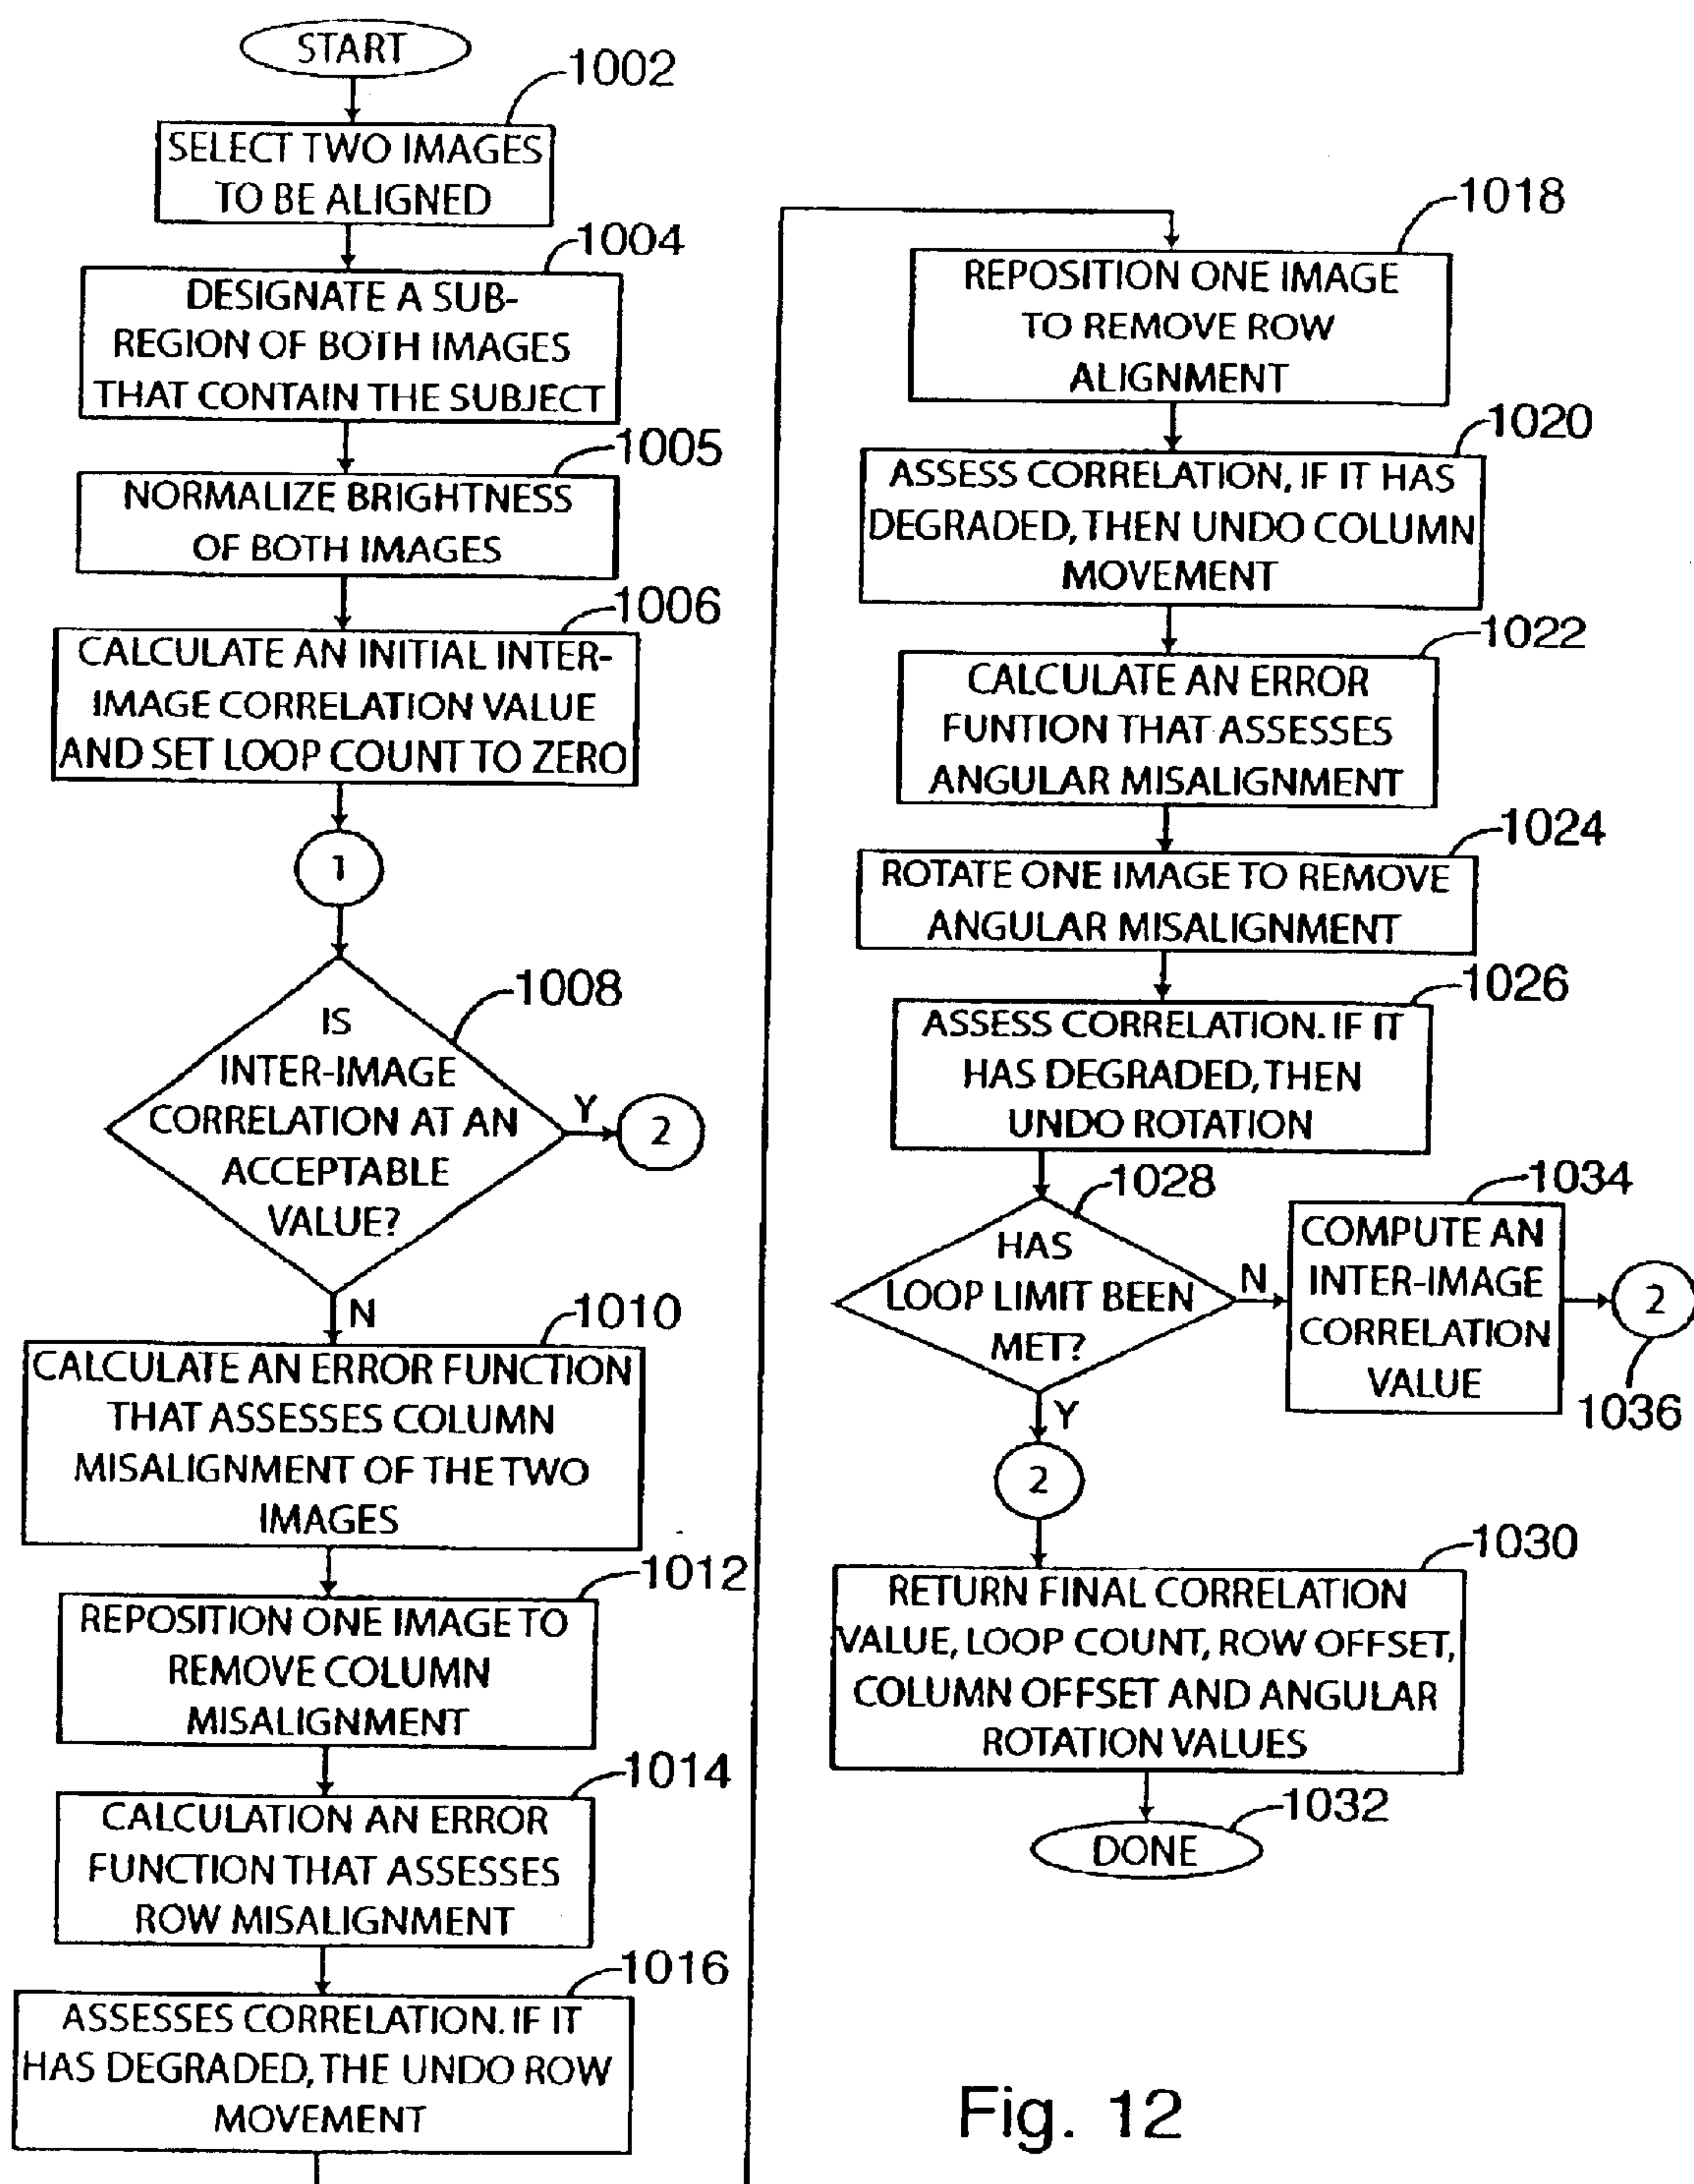 START
1002
SELECT TWO IMAGES
TO BE ALIGNED
1004
DESIGNATE A SUB-
REGION OF BOTH IMAGES
THAT CONTAIN THE SUBJECT
1005
NORMALIZE BRIGHTNESS
OF BOTH IMAGES
1006
CALCULATE AN INITIAL INTER-
IMAGE CORRELATION VALUE
AND SET LOOP COUNT TO ZERO
1
1008
IS
INTER-IMAGE
CORRELATION AT AN
ACCEPTABLE
VALUE?
Y
2
N
1010
CALCULATE AN ERROR FUNCTION
THAT ASSESSES COLUMN
MISALIGNMENT OF THE TWO
IMAGES
1012
REPOSITION ONE IMAGE TO
REMOVE COLUMN
MISALIGNMENT
1014
CALCULATION AN ERROR
FUNCTION THAT ASSESSES
ROW MISALIGNMENT
1016
ASSESSES CORRELATION. IF IT
HAS DEGRADED, THE UNDO ROW
MOVEMENT
1018
REPOSITION ONE IMAGE
TO REMOVE ROW
ALIGNMENT
1020
ASSESS CORRELATION, IF IT HAS
DEGRADED, THEN UNDO COLUMN
MOVEMENT
1022
CALCULATE AN ERROR
FUNTION THAT ASSESSES
ANGULAR MISALIGNMENT
1024
ROTATE ONE IMAGE TO REMOVE
ANGULAR MISALIGNMENT
1026
ASSESS CORRELATION. IF IT
HAS DEGRADED, THEN
UNDO ROTATION
1028
HAS
LOOP LIMIT BEEN
MET?
N
1034
COMPUTE AN
INTER-IMAGE
CORRELATION
VALUE
2
1036
Y
2
1030
RETURN FINAL CORRELATION
VALUE, LOOP COUNT, ROW OFFSET,
COLUMN OFFSET AND ANGULAR
ROTATION VALUES
1032
DONE
Fig. 12